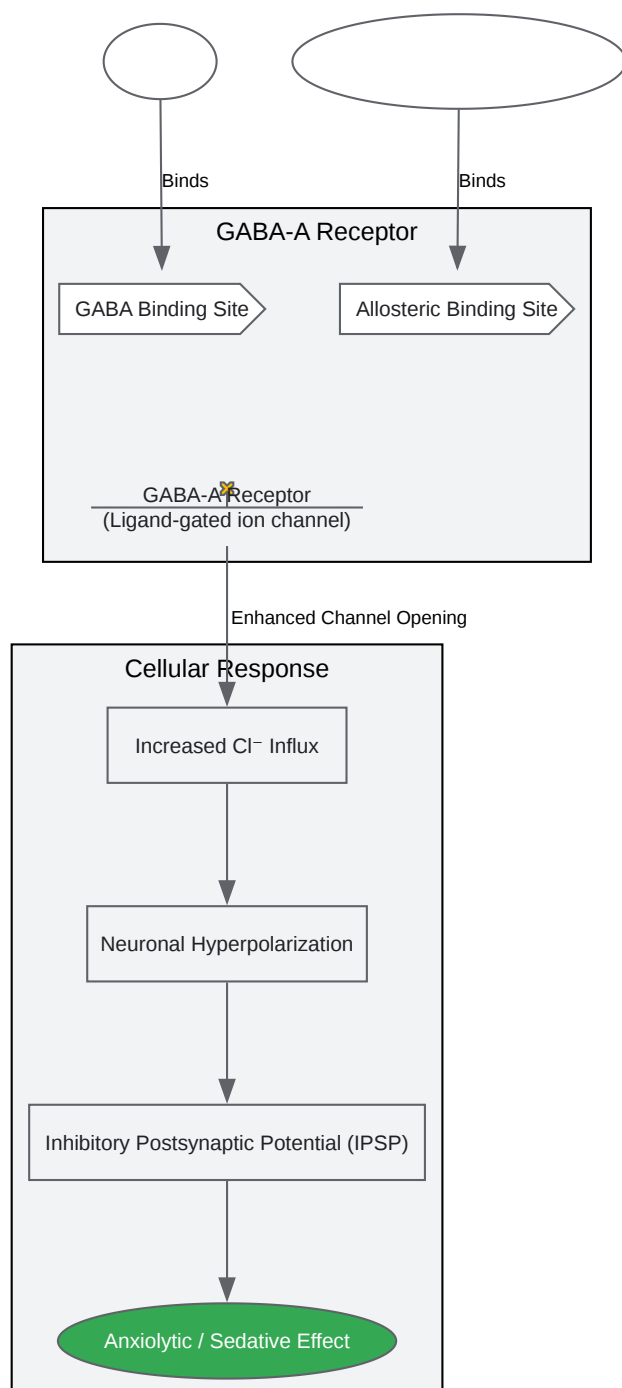 Binds
Binds
GABA-A Receptor
GABA Binding Site
Allosteric Binding Site
GABA-A Receptor
(Ligand-gated ion channel)
Enhanced Channel Opening
Cellular Response
Increased Cl⁻ Influx
Neuronal Hyperpolarization
Inhibitory Postsynaptic Potential (IPSP)
Anxiolytic / Sedative Effect